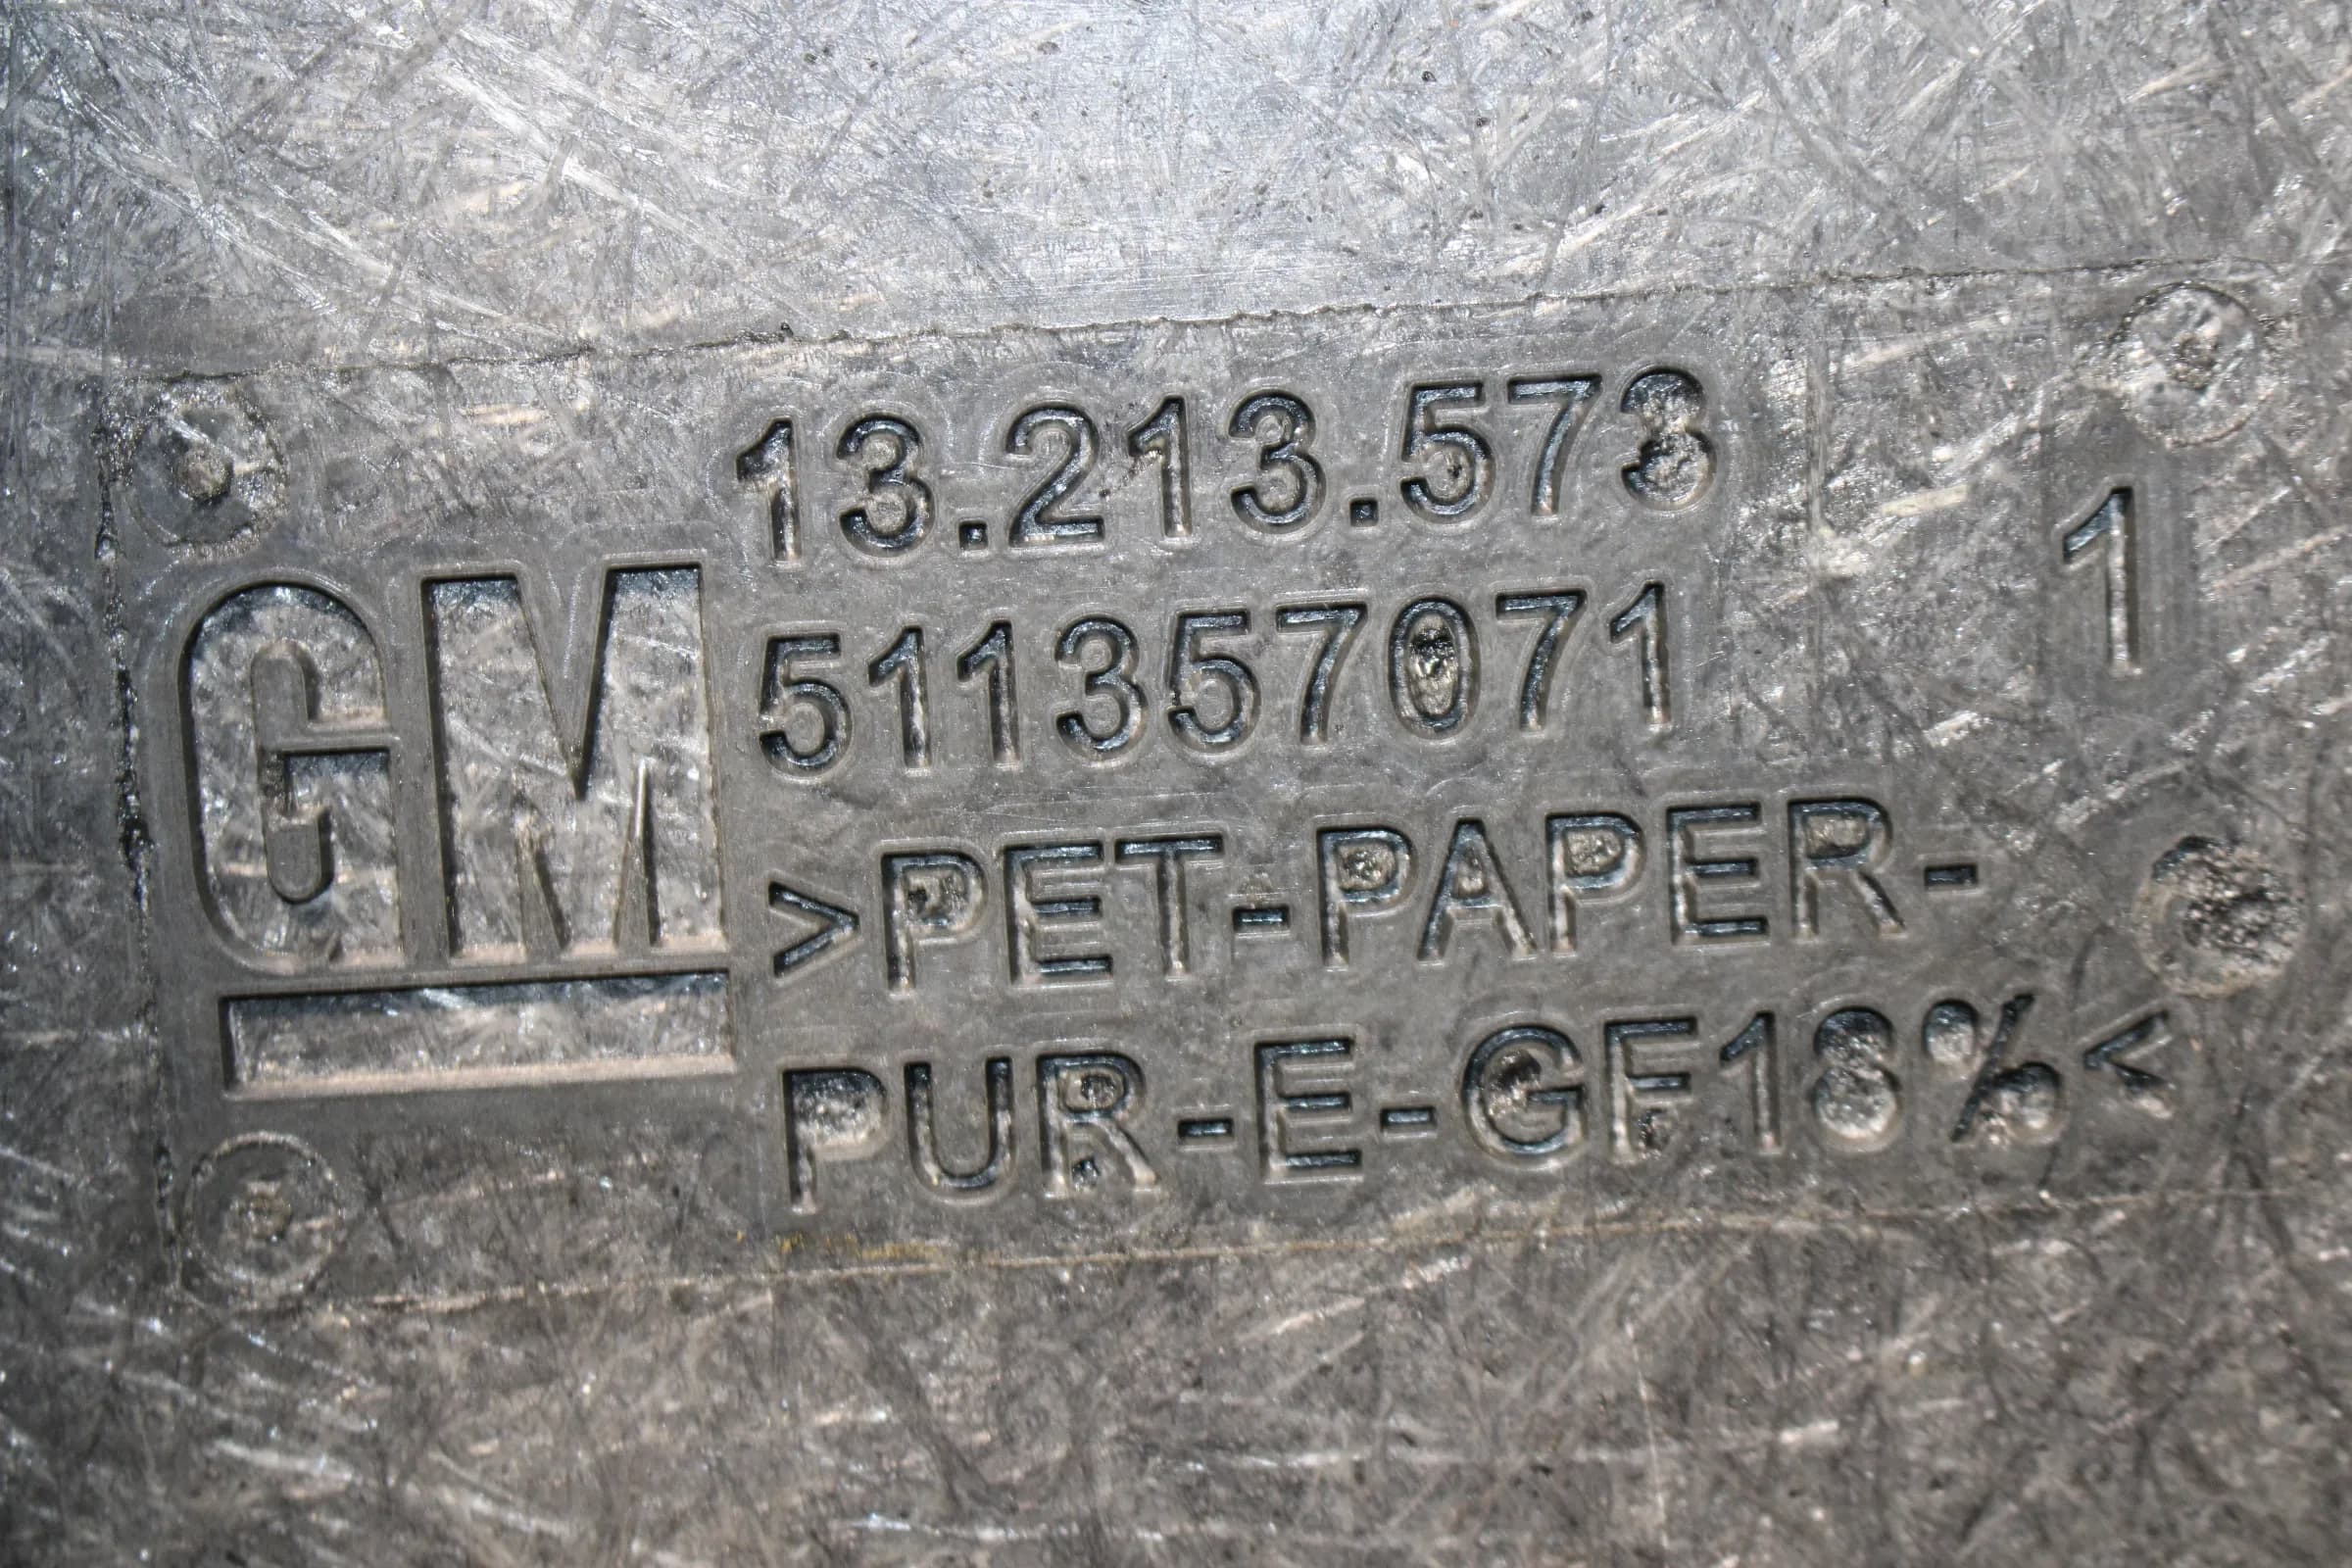 13.213.573
1
GM
511357071
>PET-PAPER-
PUR-E-GF18%<